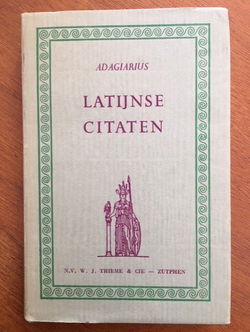 ADAGIARIUS
LATIJNSE
CITATEN
N.V. W. J. THIEME & CIE — ZUTPHEN